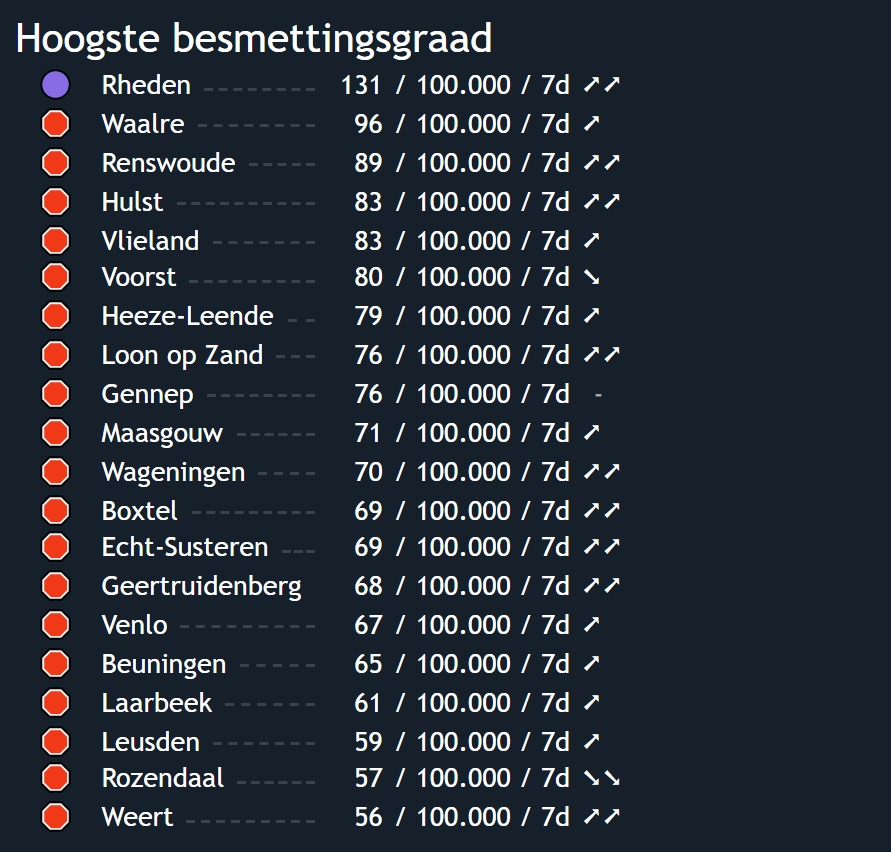 Hoogste besmettingsgraad
Rheden --------- 131 / 100.000 / 7d ➚➚
Waalre --------- 96 / 100.000 / 7d ➚
Renswoude ----- 89 / 100.000 / 7d ➚➚
Hulst ----------- 83 / 100.000 / 7d ➚➚
Vlieland -------- 83 / 100.000 / 7d ➚
Voorst ---------- 80 / 100.000 / 7d ➘
Heeze-Leende -- 79 / 100.000 / 7d ➚
Loon op Zand --- 76 / 100.000 / 7d ➚➚
Gennep -------- 76 / 100.000 / 7d -
Maasgouw ------ 71 / 100.000 / 7d ➚
Wageningen ---- 70 / 100.000 / 7d ➚➚
Boxtel ---------- 69 / 100.000 / 7d ➚➚
Echt-Susteren --- 69 / 100.000 / 7d ➚➚
Geertruidenberg 68 / 100.000 / 7d ➚➚
Venlo ----------- 67 / 100.000 / 7d ➚
Beuningen ------ 65 / 100.000 / 7d ➚
Laarbeek ------- 61 / 100.000 / 7d ➚
Leusden -------- 59 / 100.000 / 7d ➚
Rozendaal ------ 57 / 100.000 / 7d ➘➘
Weert ---------- 56 / 100.000 / 7d ➚➚